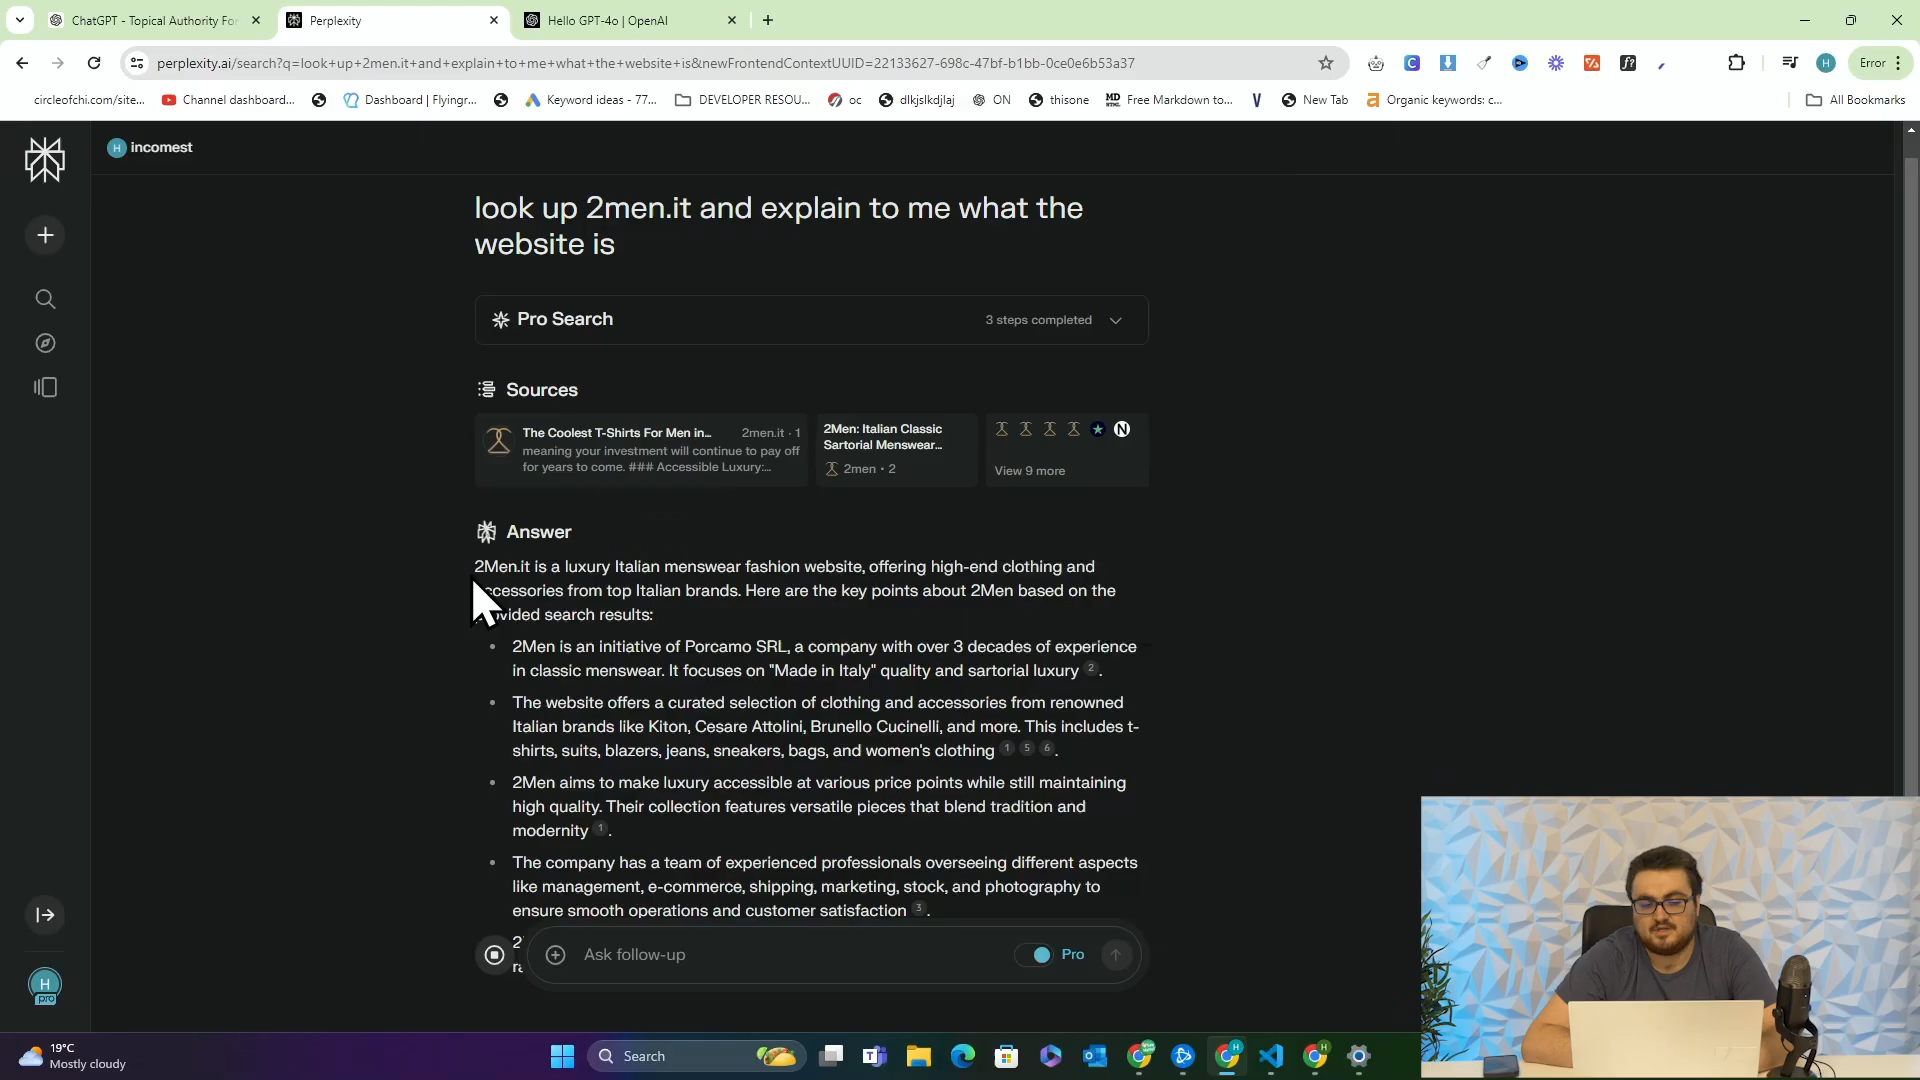 ChatGPT - Topical Authority Fo
Perplexity
Hello GPT-4o | OpenAI
perplexity.ai/search?q=look+up+2men.it+and+explain+to+me+what+the+website+is&newFrontendContextUUID=22133627-698c-47bf-b1bb-0ce0e6b53a37
Error
circleofchi.com/site...
Channel dashboard...
Dashboard | Flyingr...
Keyword ideas - 77...
DEVELOPER RESOU...
oc
dlkjslkdjlaj
ON
thisone
Free Markdown to...
New Tab
Organic keywords: c...
All Bookmarks
H incomest
look up 2men.it and explain to me what the
website is
Pro Search
3 steps completed
Sources
The Coolest T-Shirts For Men in...
2men.it · 1
meaning your investment will continue to pay off
for years to come. ### Accessible Luxury:...
2Men: Italian Classic
Sartorial Menswear...
2men · 2
View 9 more
Answer
2Men.it is a luxury Italian menswear fashion website, offering high-end clothing and
ccessories from top Italian brands. Here are the key points about 2Men based on the
vided search results:
• 2Men is an initiative of Porcamo SRL, a company with over 3 decades of experience
in classic menswear. It focuses on "Made in Italy" quality and sartorial luxury 2.
• The website offers a curated selection of clothing and accessories from renowned
Italian brands like Kiton, Cesare Attolini, Brunello Cucinelli, and more. This includes t-
shirts, suits, blazers, jeans, sneakers, bags, and women's clothing 1 5 6.
• 2Men aims to make luxury accessible at various price points while still maintaining
high quality. Their collection features versatile pieces that blend tradition and
modernity 1.
• The company has a team of experienced professionals overseeing different aspects
like management, e-commerce, shipping, marketing, stock, and photography to
ensure smooth operations and customer satisfaction 3.
Ask follow-up
Pro
H
pro
19°C
Mostly cloudy
Search